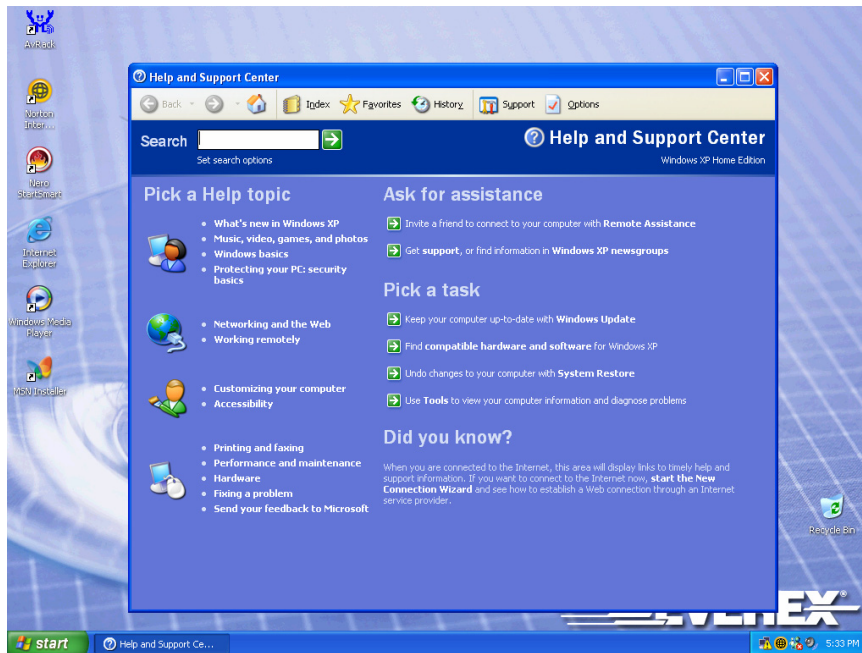 AvRack
Norton
Inter...
Nero
StartSmart
Internet
Explorer
Windows Media
Player
MSN Installer
Help and Support Center
Back
Index
Favorites
History
Support
Options
Search
Set search options
Help and Support Center
Windows XP Home Edition
Pick a Help topic
What's new in Windows XP
Music, video, games, and photos
Windows basics
Protecting your PC: security
basics
Networking and the Web
Working remotely
Customizing your computer
Accessibility
Printing and faxing
Performance and maintenance
Hardware
Fixing a problem
Send your feedback to Microsoft
Ask for assistance
Invite a friend to connect to your computer with Remote Assistance
Get support, or find information in Windows XP newsgroups
Pick a task
Keep your computer up-to-date with Windows Update
Find compatible hardware and software for Windows XP
Undo changes to your computer with System Restore
Use Tools to view your computer information and diagnose problems
Did you know?
When you are connected to the Internet, this area will display links to timely help and
support information. If you want to connect to the Internet now, start the New
Connection Wizard and see how to establish a Web connection through an Internet
service provider.
Recycle Bin
EVEREX®
start
Help and Support Ce...
5:33 PM